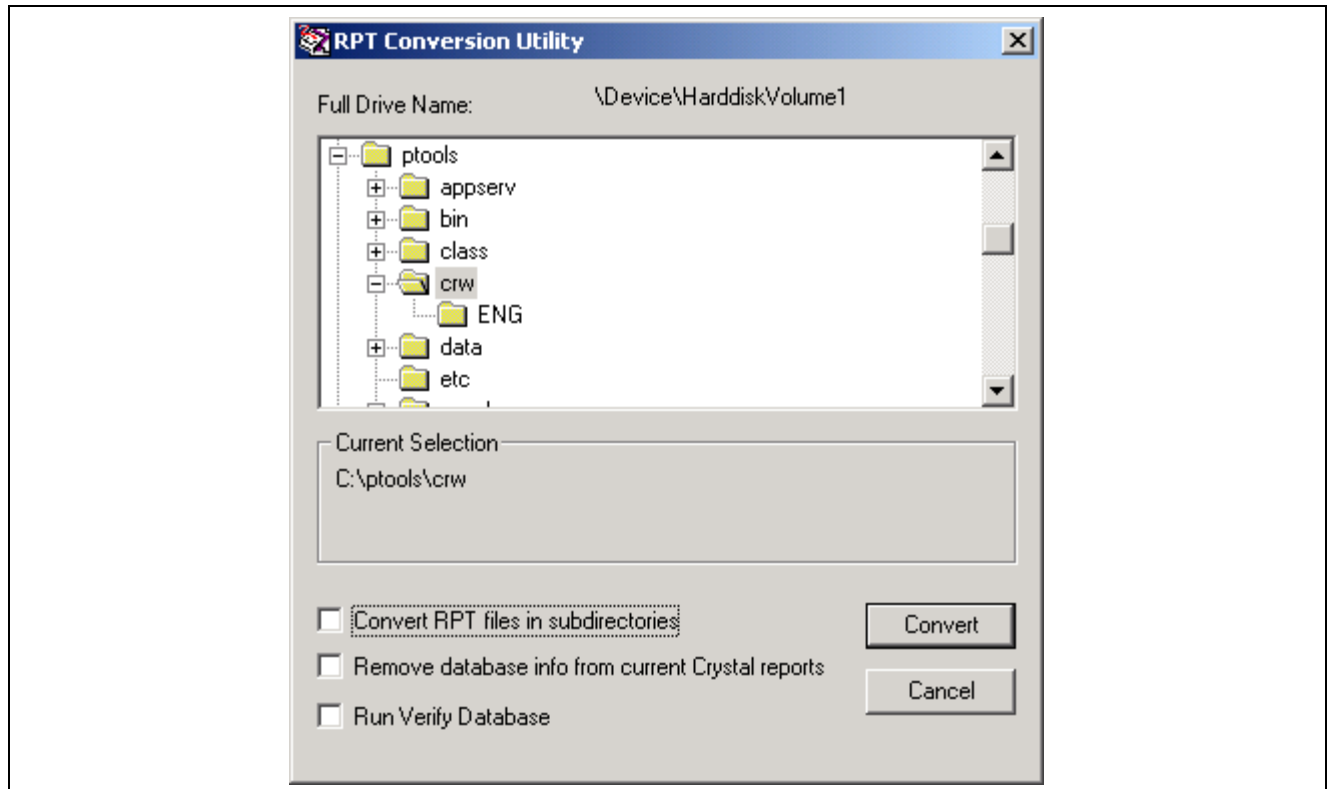 RPT Conversion Utility
Full Drive Name: \Device\HarddiskVolume1
ptools
appserv
bin
class
crw
ENG
data
etc
Current Selection
C:\ptools\crw
Convert RPT files in subdirectories
Convert
Remove database info from current Crystal reports
Cancel
Run Verify Database